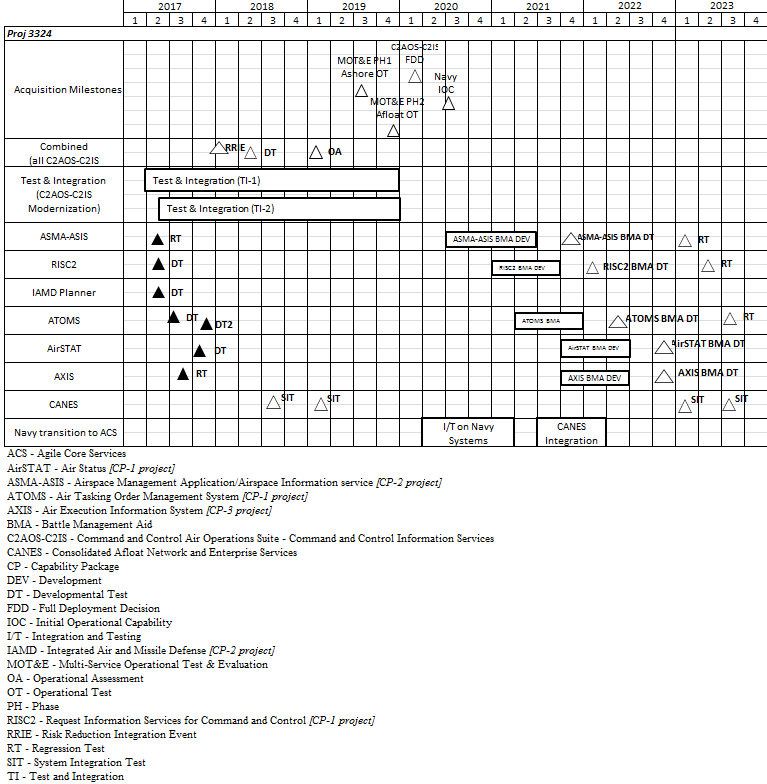 2017 2018 2019 2020 2021 2022 2023
1 2 3 4 1 2 3 4 1 2 3 4 1 2 3 4 1 2 3 4 1 2 3 4 1 2 3 4
Proj 3324
Acquisition Milestones
C2AOS-C2IS
FDD
MOT&E PH1
Ashore OT
Navy
IOC
MOT&E PH2
Afloat OT
Combined
(all C2AOS-C2IS
RRIE DT OA
Test & Integration
(C2AOS-C2IS
Modernization)
Test & Integration (TI-1)
Test & Integration (TI-2)
ASMA-ASIS RT ASMA-ASIS BMA DEV ASMA-ASIS BMA DT RT
RISC2 DT RISC2 BMA DEV RISC2 BMA DT RT
IAMD Planner DT
ATOMS DT DT2 ATOMS BMA ATOMS BMA DT RT
AirSTAT DT AirSTAT BMA DEV AirSTAT BMA DT
AXIS RT AXIS BMA DEV AXIS BMA DT
CANES SIT SIT SIT SIT
Navy transition to ACS
I/T on Navy
Systems
CANES
Integration
ACS - Agile Core Services
AirSTAT - Air Status [CP-1 project]
ASMA-ASIS - Airspace Management Application/Airspace Information service [CP-2 project]
ATOMS - Air Tasking Order Management System [CP-1 project]
AXIS - Air Execution Information System [CP-3 project]
BMA - Battle Management Aid
C2AOS-C2IS - Command and Control Air Operations Suite - Command and Control Information Services
CANES - Consolidated Afloat Network and Enterprise Services
CP - Capability Package
DEV - Development
DT - Developmental Test
FDD - Full Deployment Decision
IOC - Initial Operational Capability
I/T - Integration and Testing
IAMD - Integrated Air and Missile Defense [CP-2 project]
MOT&E - Multi-Service Operational Test & Evaluation
OA - Operational Assessment
OT - Operational Test
PH - Phase
RISC2 - Request Information Services for Command and Control [CP-1 project]
RRIE - Risk Reduction Integration Event
RT - Regression Test
SIT - System Integration Test
TI - Test and Integration